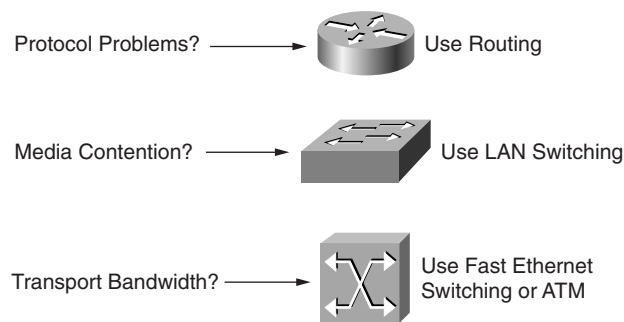 Protocol Problems?
Use Routing
Media Contention?
Use LAN Switching
Transport Bandwidth?
Use Fast Ethernet
Switching or ATM